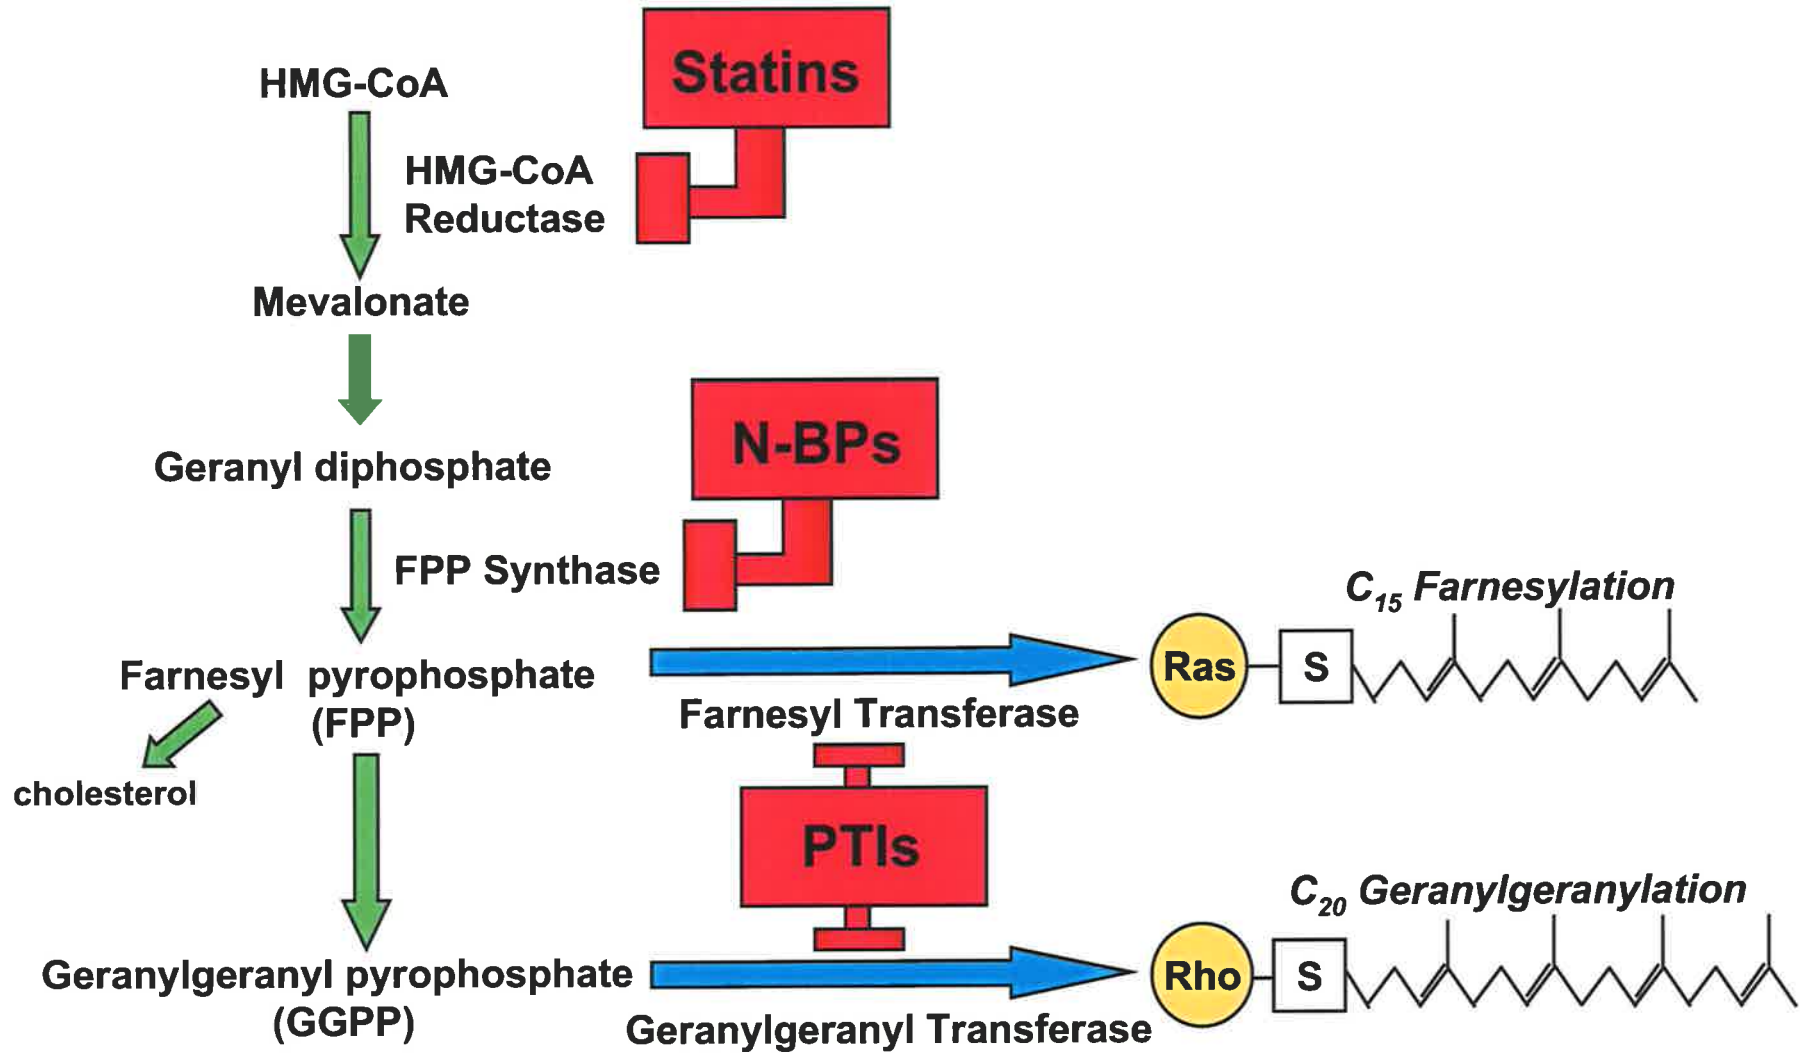 Statins
HMG-CoA
HMG-CoA
Reductase
Mevalonate
N-BPs
Geranyl diphosphate
FPP Synthase
C15 Farnesylation
Ras
S
Farnesyl pyrophosphate
(FPP)
Farnesyl Transferase
cholesterol
PTIs
C20 Geranylgeranylation
Rho
S
Geranylgeranyl pyrophosphate
(GGPP)
Geranylgeranyl Transferase